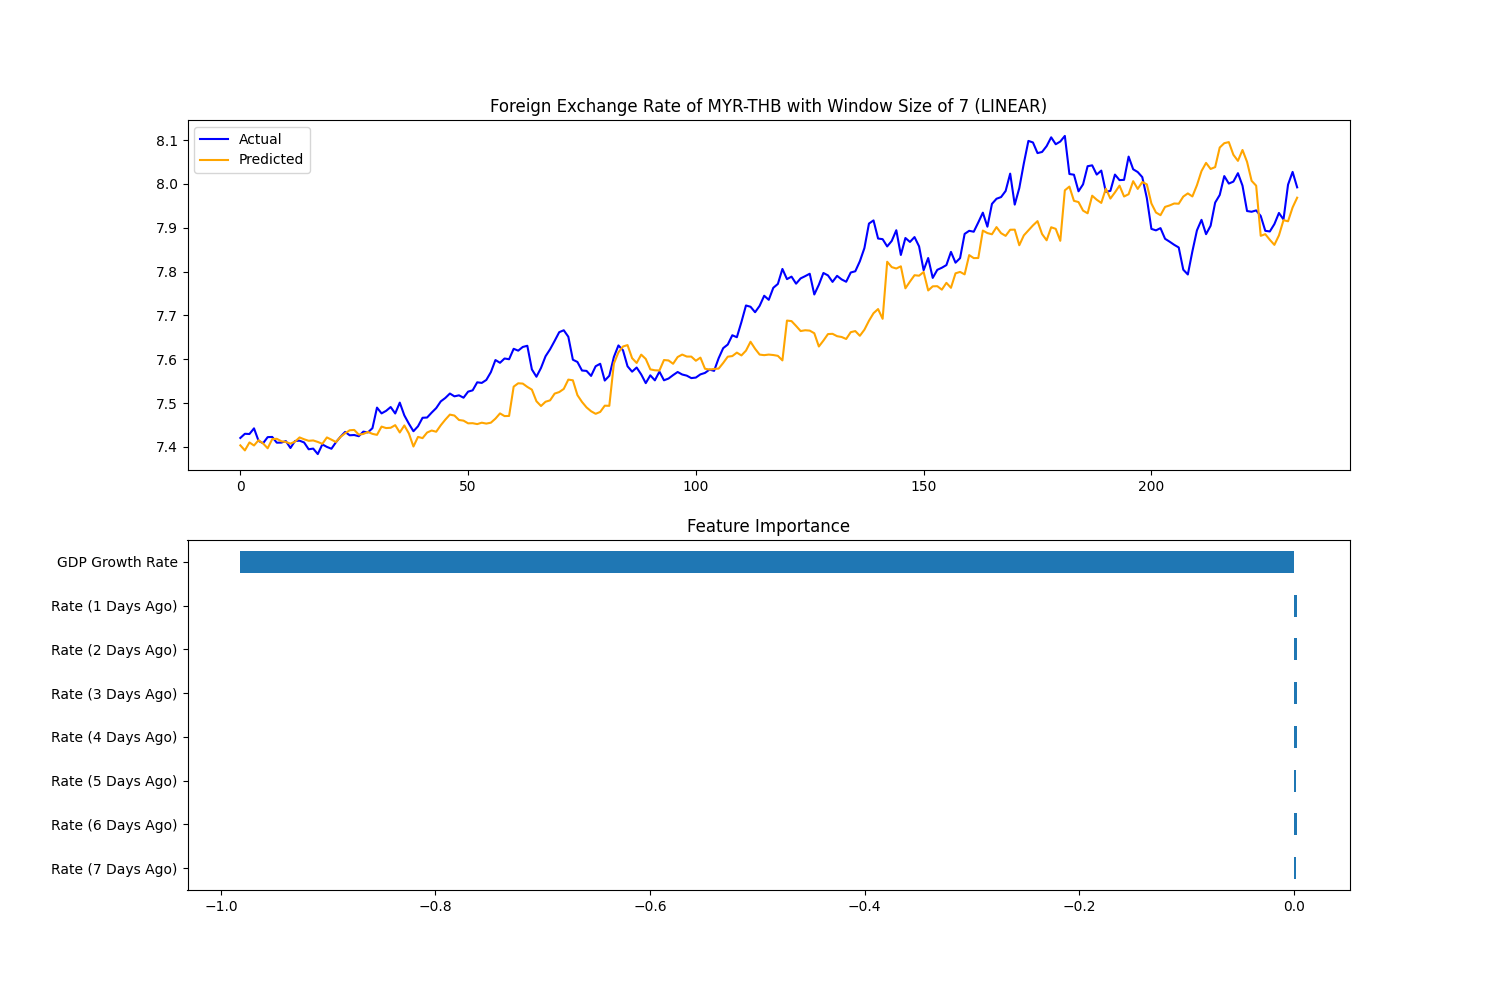 Foreign Exchange Rate of MYR-THB with Window Size of 7 (LINEAR)
Actual
Predicted
8.1
8.0
7.9
7.8
7.7
7.6
7.5
7.4
0
50
100
150
200
Feature Importance
GDP Growth Rate
Rate (1 Days Ago)
Rate (2 Days Ago)
Rate (3 Days Ago)
Rate (4 Days Ago)
Rate (5 Days Ago)
Rate (6 Days Ago)
Rate (7 Days Ago)
−1.0
−0.8
−0.6
−0.4
−0.2
0.0